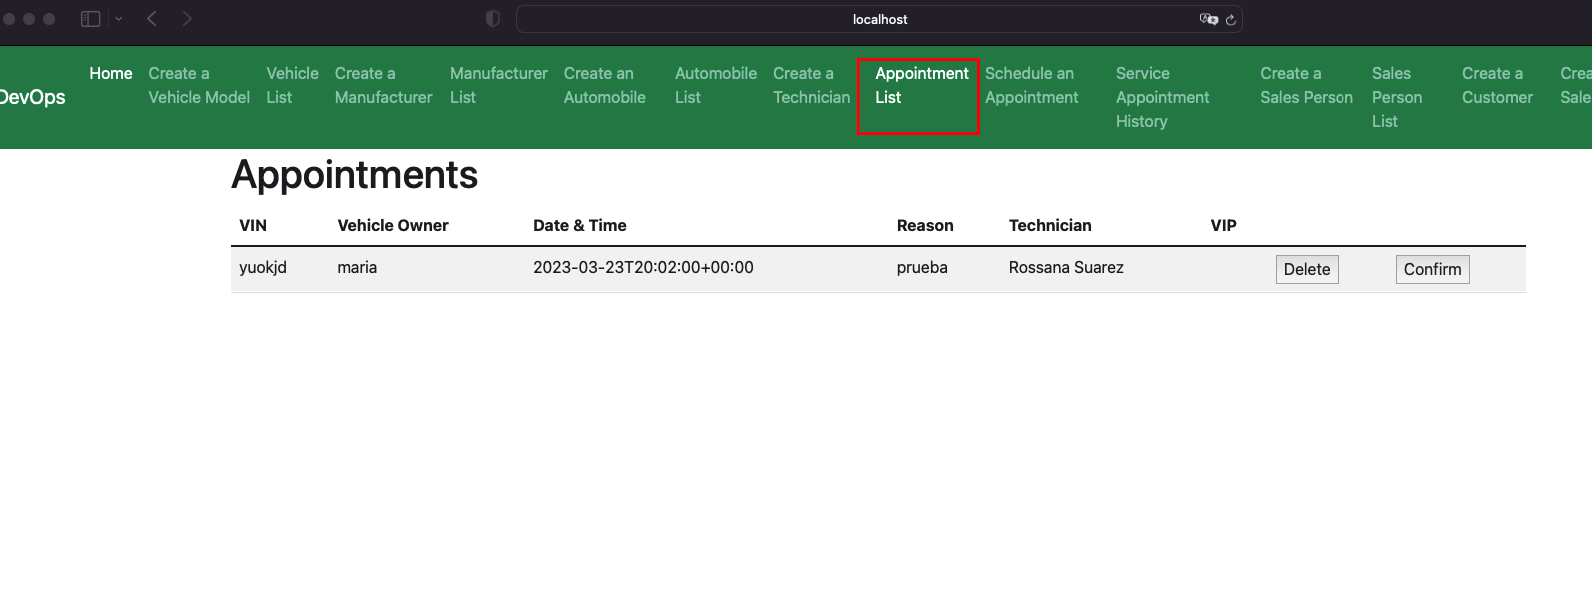 localhost
DevOps
Home
Create a
Vehicle Model
Vehicle
List
Create a
Manufacturer
Manufacturer
List
Create an
Automobile
Automobile
List
Create a
Technician
Appointment
List
Schedule an
Appointment
Service
Appointment
History
Create a
Sales Person
Sales
Person
List
Create a
Customer
Crea
Sale
Appointments
VIN Vehicle Owner Date & Time Reason Technician VIP
yuokjd maria 2023-03-23T20:02:00+00:00 prueba Rossana Suarez Delete Confirm